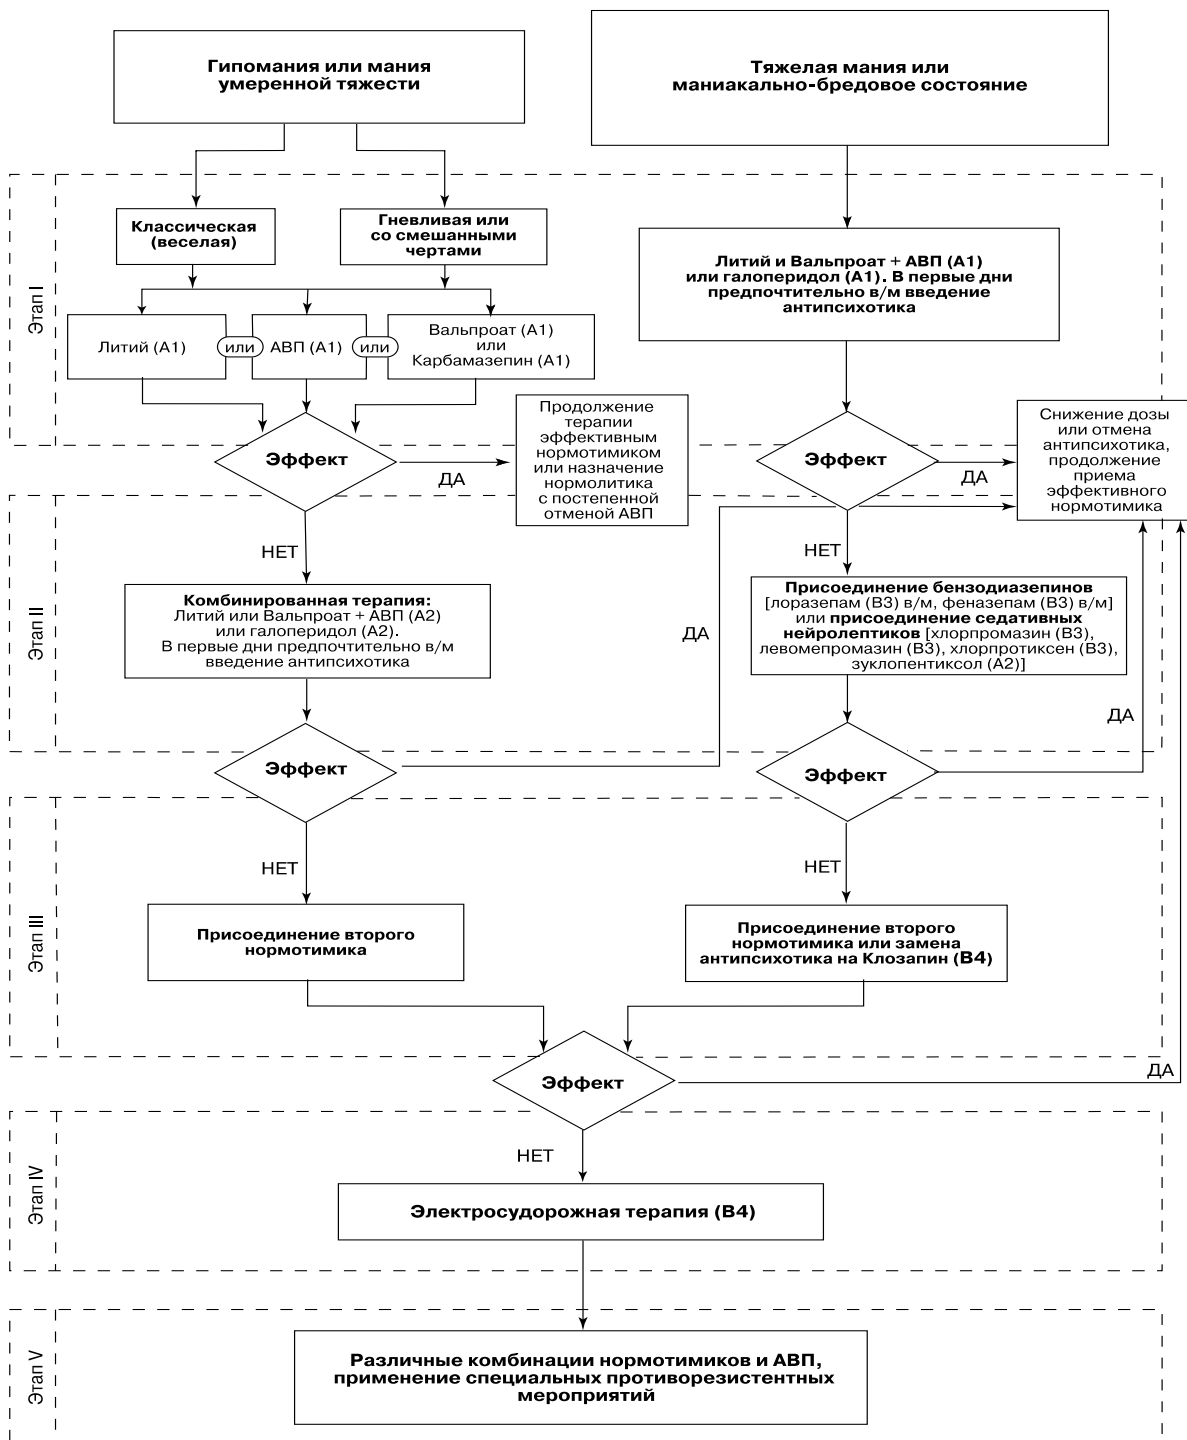 Гипомания или мания
умеренной тяжести
Тяжелая мания или
маниакально-бредовое состояние
Этап I
Классическая
(веселая)
Гневливая или
со смешанными
чертами
Литий и Вальпроат + АВП (А1)
или галоперидол (А1). В первые дни
предпочтительно в/м введение
антипсихотика
Литий (А1)
или
АВП (А1)
или
Вальпроат (А1)
или
Карбамазепин (А1)
Эффект
ДА
Продолжение
терапии
эффективным
нормотимиком
или назначение
нормолитика
с постепенной
отменой АВП
Эффект
ДА
Снижение дозы
или отмена
антипсихотика,
продолжение
приема
эффективного
нормотимика
Этап II
НЕТ
Комбинированная терапия:
Литий или Вальпроат + АВП (А2)
или галоперидол (А2).
В первые дни предпочтительно в/м
введение антипсихотика
ДА
НЕТ
Присоединение бензодиазепинов
[лоразепам (В3) в/м, феназепам (В3) в/м]
или присоединение седативных
нейролептиков [хлорпромазин (В3),
левомепромазин (В3), хлорпротиксен (В3),
зуклопентиксол (А2)]
ДА
Эффект
Эффект
Этап III
НЕТ
НЕТ
Присоединение второго
нормотимика
Присоединение второго
нормотимика или замена
антипсихотика на Клозапин (В4)
Эффект
ДА
Этап IV
НЕТ
Электросудорожная терапия (В4)
Этап V
Различные комбинации нормотимиков и АВП,
применение специальных противорезистентных
мероприятий